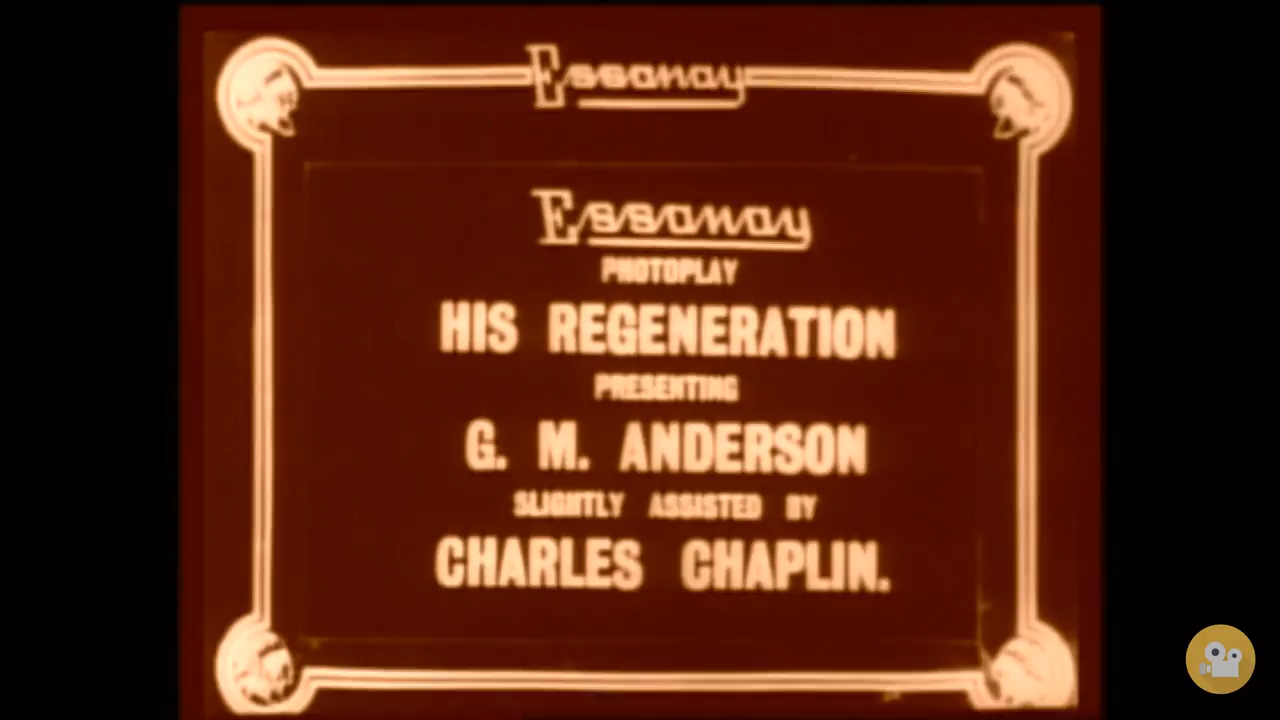 Essanay
Essanay
PHOTOPLAY
HIS REGENERATION
PRESENTING
G. M. ANDERSON
SLIGHTLY ASSISTED BY
CHARLES CHAPLIN.